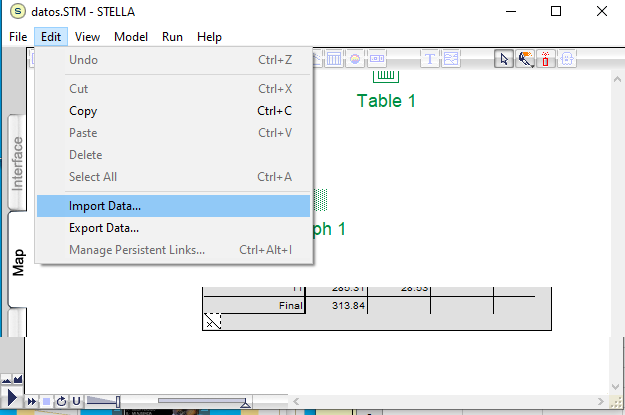 datos.STM - STELLA
File Edit View Model Run Help
Undo Ctrl+Z
Cut Ctrl+X
Copy Ctrl+C
Paste Ctrl+V
Delete
Select All Ctrl+A
Import Data...
Export Data...
Manage Persistent Links... Ctrl+Alt+I
Interface
Map
Table 1
ph 1
11 285.31 28.53
Final 313.84